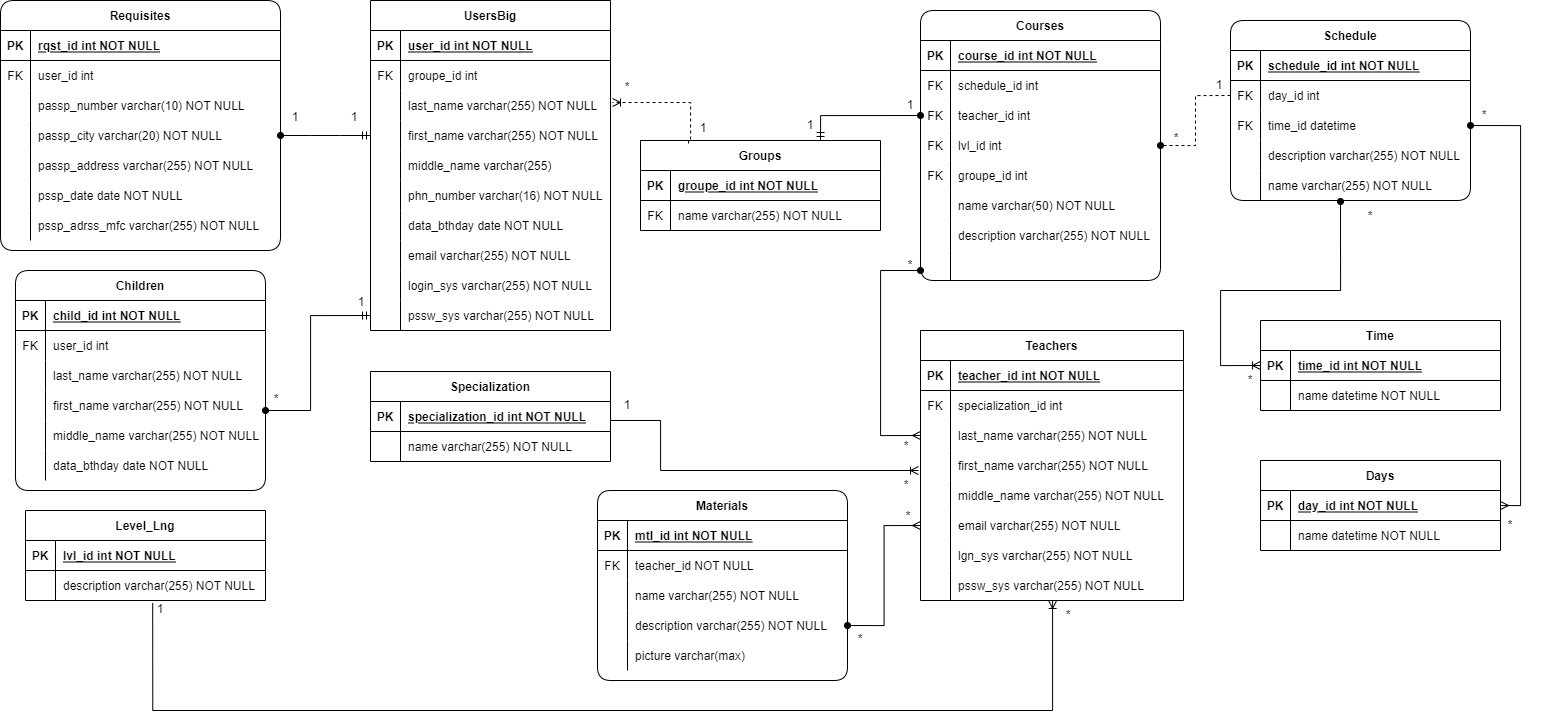 Requisites
PK rqst_id int NOT NULL
FK user_id int
passp_number varchar(10) NOT NULL
passp_city varchar(20) NOT NULL
passp_address varchar(255) NOT NULL
pssp_date date NOT NULL
pssp_adrss_mfc varchar(255) NOT NULL
1
1
UsersBig
PK user_id int NOT NULL
FK groupe_id int
last_name varchar(255) NOT NULL
first_name varchar(255) NOT NULL
middle_name varchar(255)
phn_number varchar(16) NOT NULL
data_bthday date NOT NULL
email varchar(255) NOT NULL
login_sys varchar(255) NOT NULL
pssw_sys varchar(255) NOT NULL
*
1
Groups
PK groupe_id int NOT NULL
FK name varchar(255) NOT NULL
1
1
Courses
PK course_id int NOT NULL
FK schedule_id int
FK teacher_id int
FK lvl_id int
FK groupe_id int
name varchar(50) NOT NULL
description varchar(255) NOT NULL
*
*
1
Schedule
PK schedule_id int NOT NULL
FK day_id int
FK time_id datetime
description varchar(255) NOT NULL
name varchar(255) NOT NULL
*
*
Children
PK child_id int NOT NULL
FK user_id int
last_name varchar(255) NOT NULL
first_name varchar(255) NOT NULL
middle_name varchar(255) NOT NULL
data_bthday date NOT NULL
1
*
Specialization
PK specialization_id int NOT NULL
name varchar(255) NOT NULL
1
Teachers
PK teacher_id int NOT NULL
FK specialization_id int
last_name varchar(255) NOT NULL
first_name varchar(255) NOT NULL
middle_name varchar(255) NOT NULL
email varchar(255) NOT NULL
lgn_sys varchar(255) NOT NULL
pssw_sys varchar(255) NOT NULL
*
*
*
*
Time
PK time_id int NOT NULL
name datetime NOT NULL
*
Days
PK day_id int NOT NULL
name datetime NOT NULL
*
Level_Lng
PK lvl_id int NOT NULL
description varchar(255) NOT NULL
1
Materials
PK mtl_id int NOT NULL
FK teacher_id NOT NULL
name varchar(255) NOT NULL
description varchar(255) NOT NULL
picture varchar(max)
*